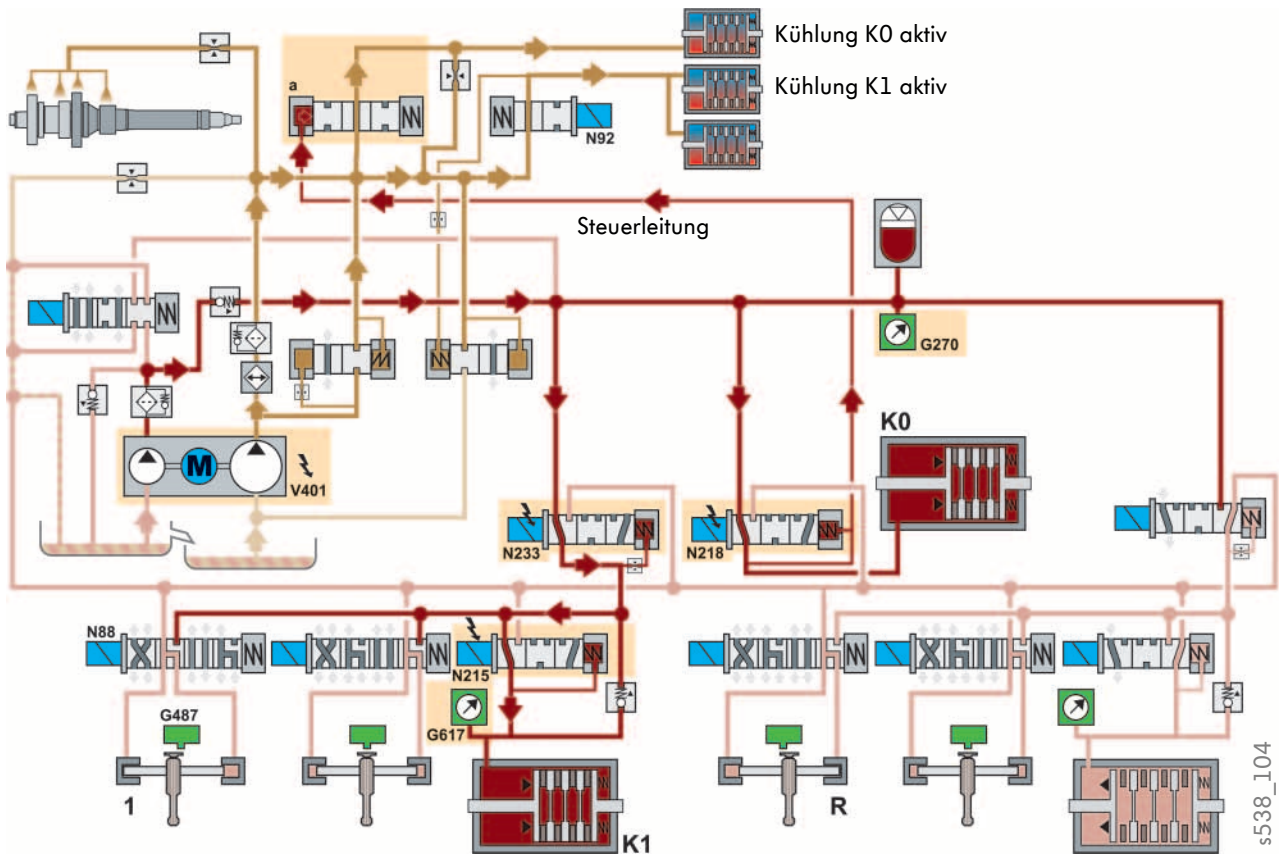 Kühlung K0 aktiv
Kühlung K1 aktiv
a
N92
Steuerleitung
G270
K0
M
V401
N233
N218
N88
N215
G487
G617
1
K1
R
s538_104